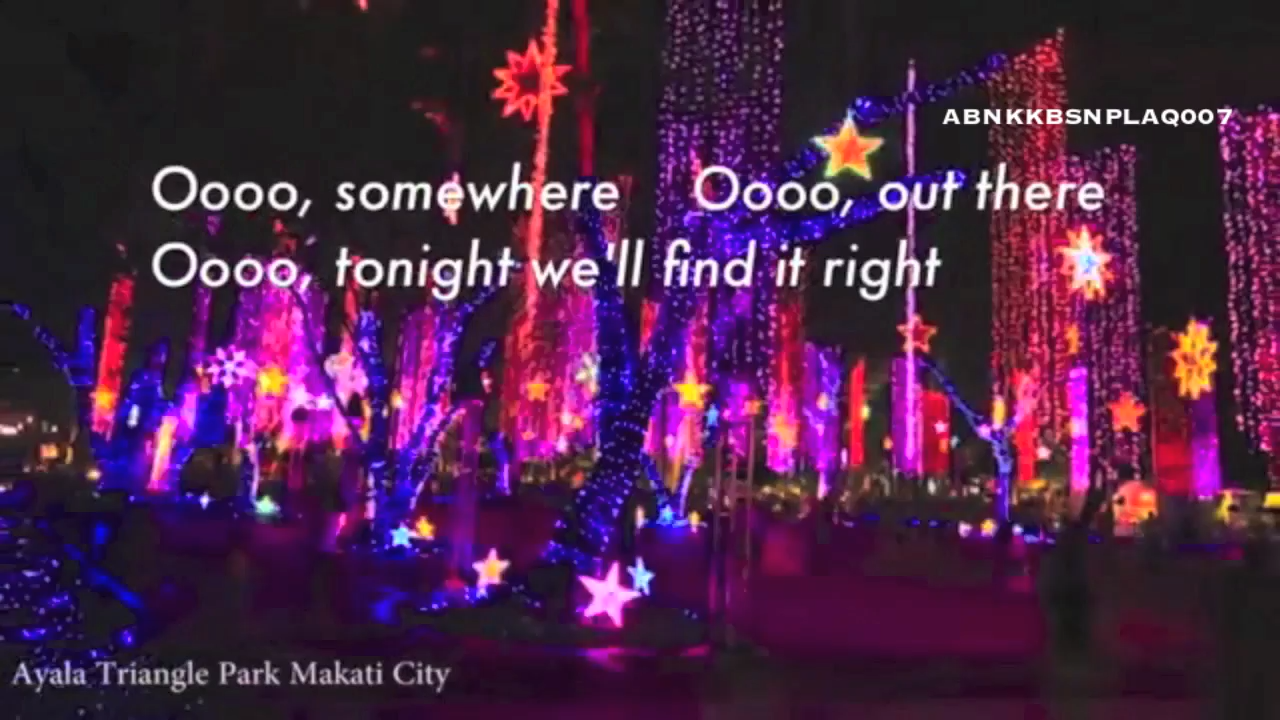 ABNKKBSNPLAQ007
Oooo, somewhere Oooo, out there
Oooo, tonight we'll find it right
Ayala Triangle Park Makati City